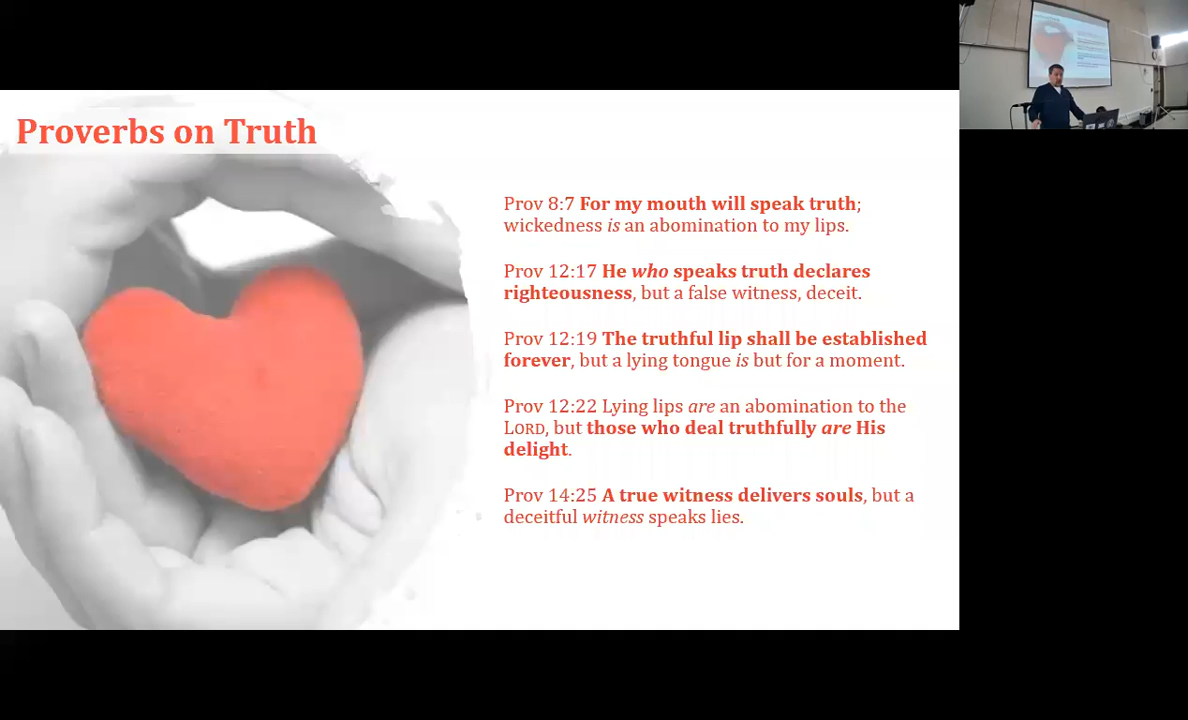 Proverbs on Truth
Prov 8:7 For my mouth will speak truth;
wickedness is an abomination to my lips.
Prov 12:17 He who speaks truth declares
righteousness, but a false witness, deceit.
Prov 12:19 The truthful lip shall be established
forever, but a lying tongue is but for a moment.
Prov 12:22 Lying lips are an abomination to the
LORD, but those who deal truthfully are His
delight.
Prov 14:25 A true witness delivers souls, but a
deceitful witness speaks lies.